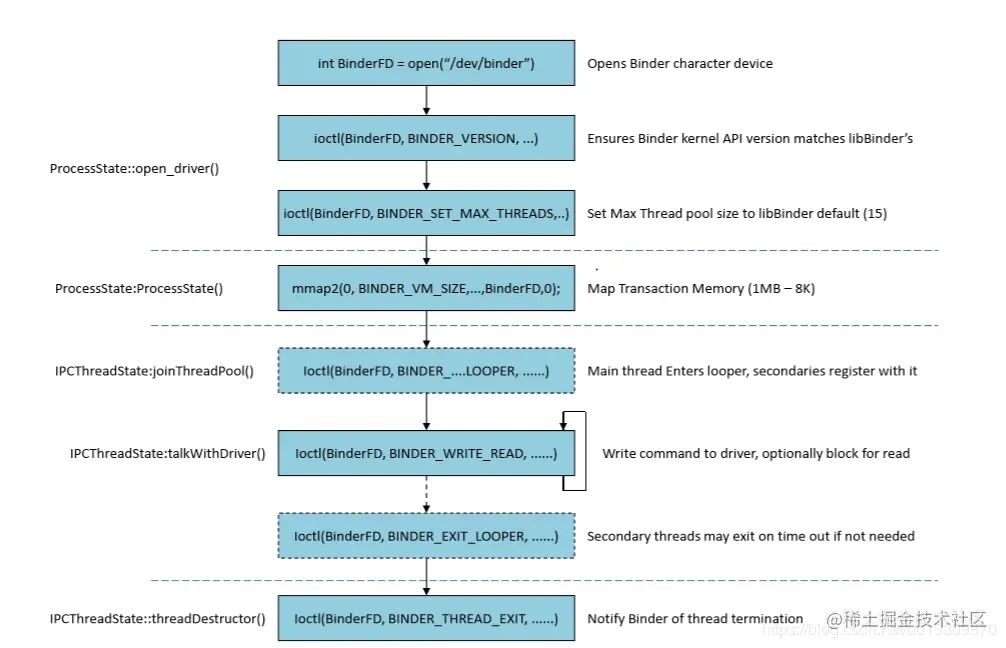 int BinderFD = open(“/dev/binder”)
Opens Binder character device
ioctl(BinderFD, BINDER_VERSION, ...)
Ensures Binder kernel API version matches libBinder’s
ProcessState::open_driver()
ioctl(BinderFD, BINDER_SET_MAX_THREADS,..)
Set Max Thread pool size to libBinder default (15)
ProcessState:ProcessState()
mmap2(0, BINDER_VM_SIZE,...,BinderFD,0);
Map Transaction Memory (1MB – 8K)
IPCThreadState:joinThreadPool()
Ioctl(BinderFD, BINDER_....LOOPER, ......)
Main thread Enters looper, secondaries register with it
IPCThreadState:talkWithDriver()
Ioctl(BinderFD, BINDER_WRITE_READ, ......)
Write command to driver, optionally block for read
Ioctl(BinderFD, BINDER_EXIT_LOOPER, ......)
Secondary threads may exit on time out if not needed
IPCThreadState::threadDestructor()
Ioctl(BinderFD, BINDER_THREAD_EXIT, ......)
Notify Binder of thread termination
@稀土掘金技术社区